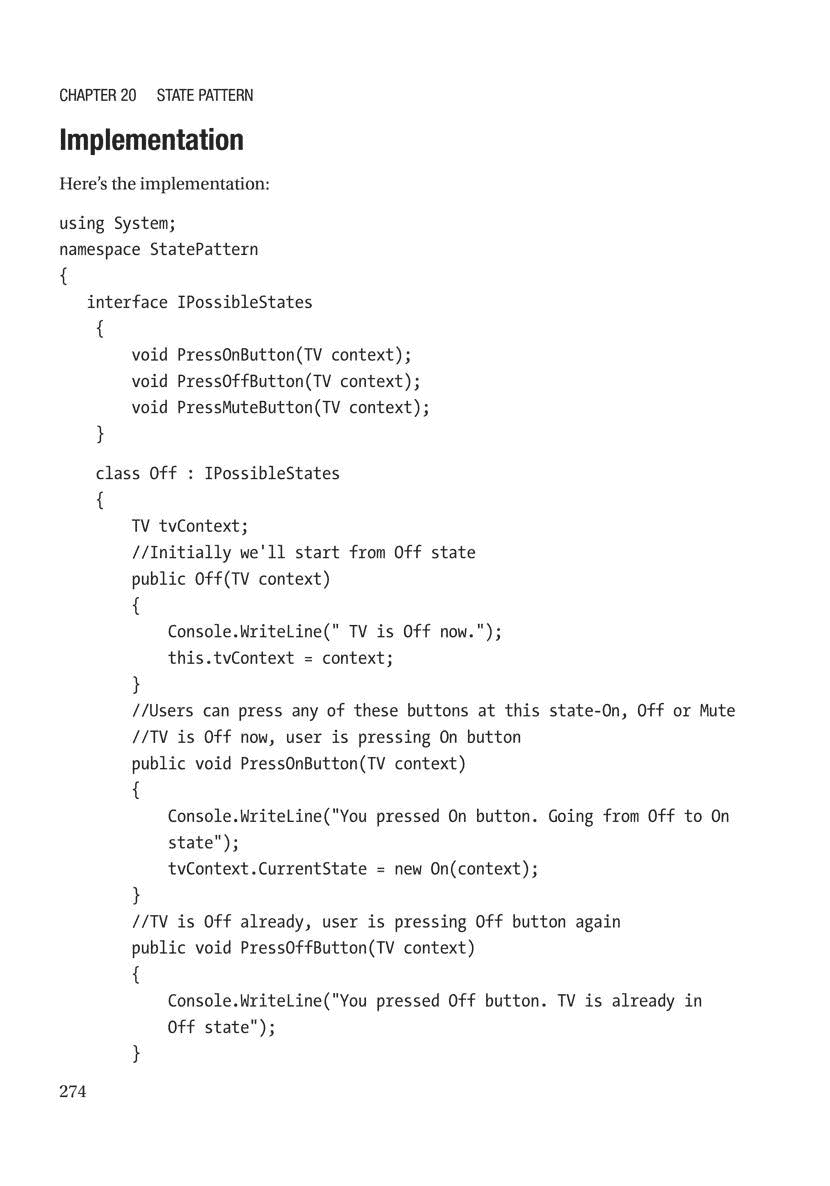 CHAPTER 20 STATE PATTERN
Implementation
Here’s the implementation:
using System;
namespace StatePattern
{
interface IPossibleStates
{
void PressOnButton(TV context);
void PressOffButton(TV context);
void PressMuteButton(TV context);
}
class Off : IPossibleStates
{
TV tvContext;
//Initially we'll start from Off state
public Off(TV context)
{
Console.WriteLine(" TV is Off now.");
this.tvContext = context;
}
//Users can press any of these buttons at this state-On, Off or Mute
//TV is Off now, user is pressing On button
public void PressOnButton(TV context)
{
Console.WriteLine("You pressed On button. Going from Off to On
state");
tvContext.CurrentState = new On(context);
}
//TV is Off already, user is pressing Off button again
public void PressOffButton(TV context)
{
Console.WriteLine("You pressed Off button. TV is already in
Off state");
}
274